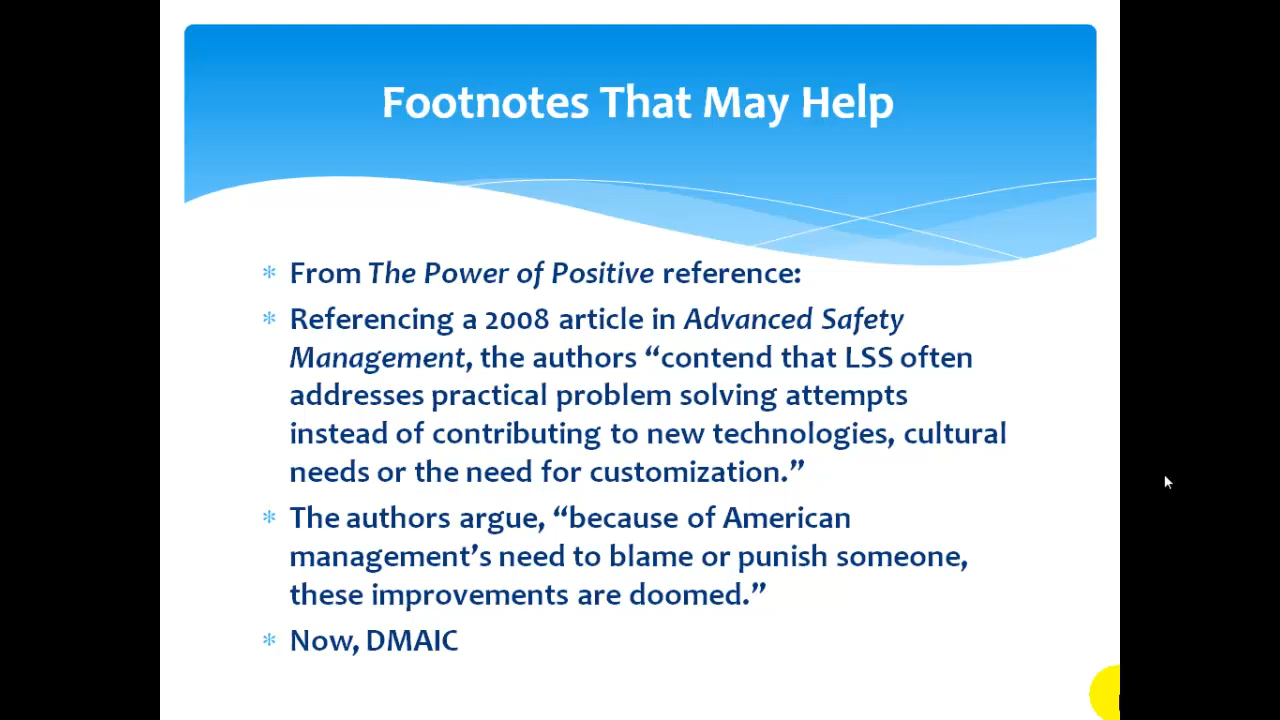 Footnotes That May Help
* From The Power of Positive reference:
* Referencing a 2008 article in Advanced Safety
Management, the authors “contend that LSS often
addresses practical problem solving attempts
instead of contributing to new technologies, cultural
needs or the need for customization.”
* The authors argue, “because of American
management’s need to blame or punish someone,
these improvements are doomed.”
* Now, DMAIC